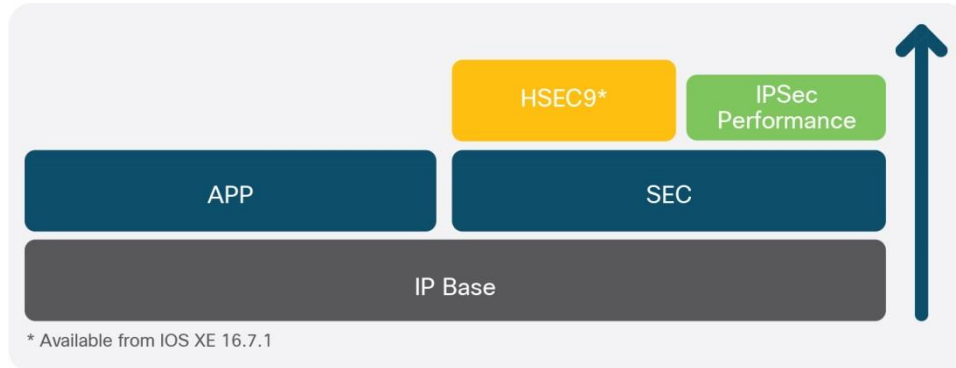 HSEC9*
IPSec
Performance
APP
SEC
IP Base
* Available from IOS XE 16.7.1